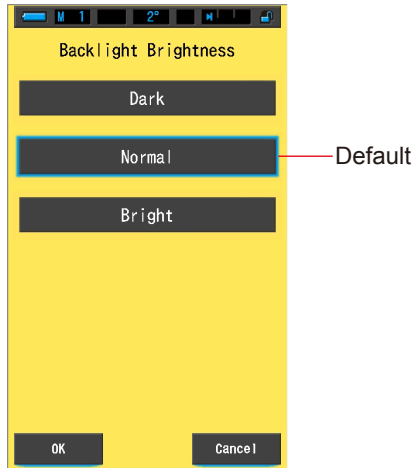 M 1 2°
Backlight Brightness
Dark
Normal
Default
Bright
OK Cancel